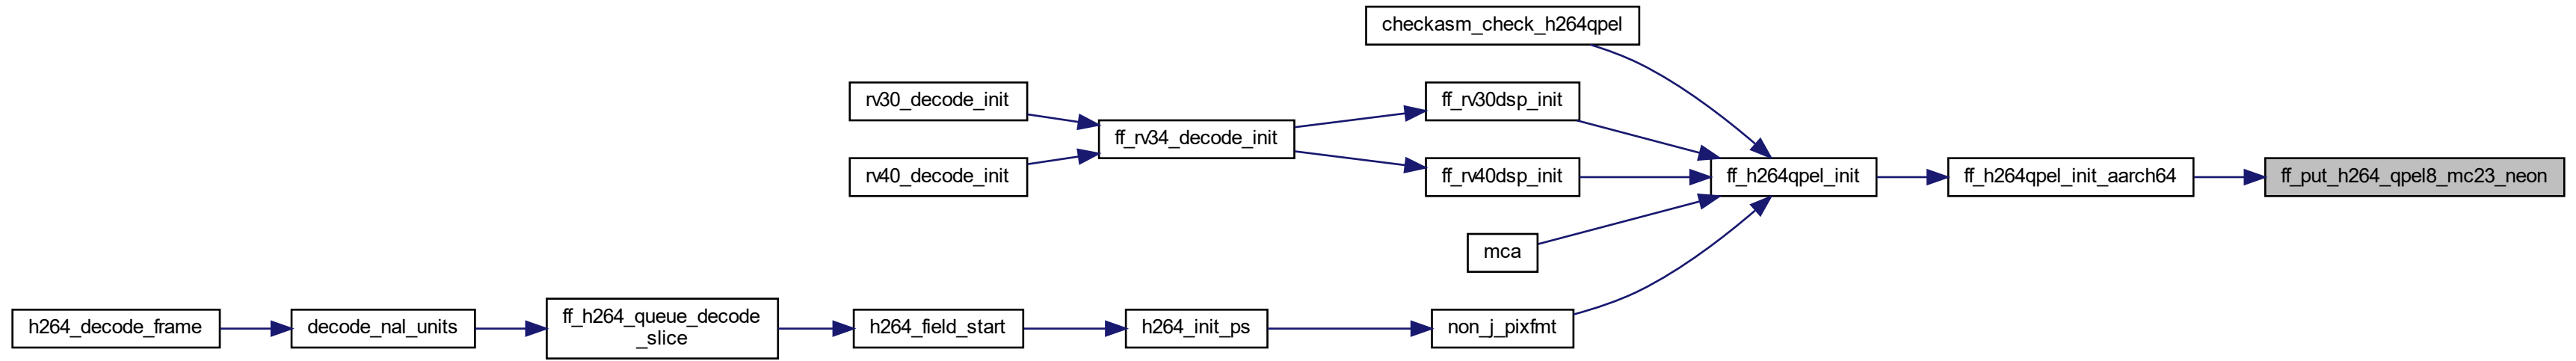 checkasm_check_h264qpel
rv30_decode_init
ff_rv30dsp_init
ff_rv34_decode_init
rv40_decode_init
ff_rv40dsp_init
ff_h264qpel_init
ff_h264qpel_init_aarch64
ff_put_h264_qpel8_mc23_neon
mca
h264_decode_frame
decode_nal_units
ff_h264_queue_decode
_slice
h264_field_start
h264_init_ps
non_j_pixfmt